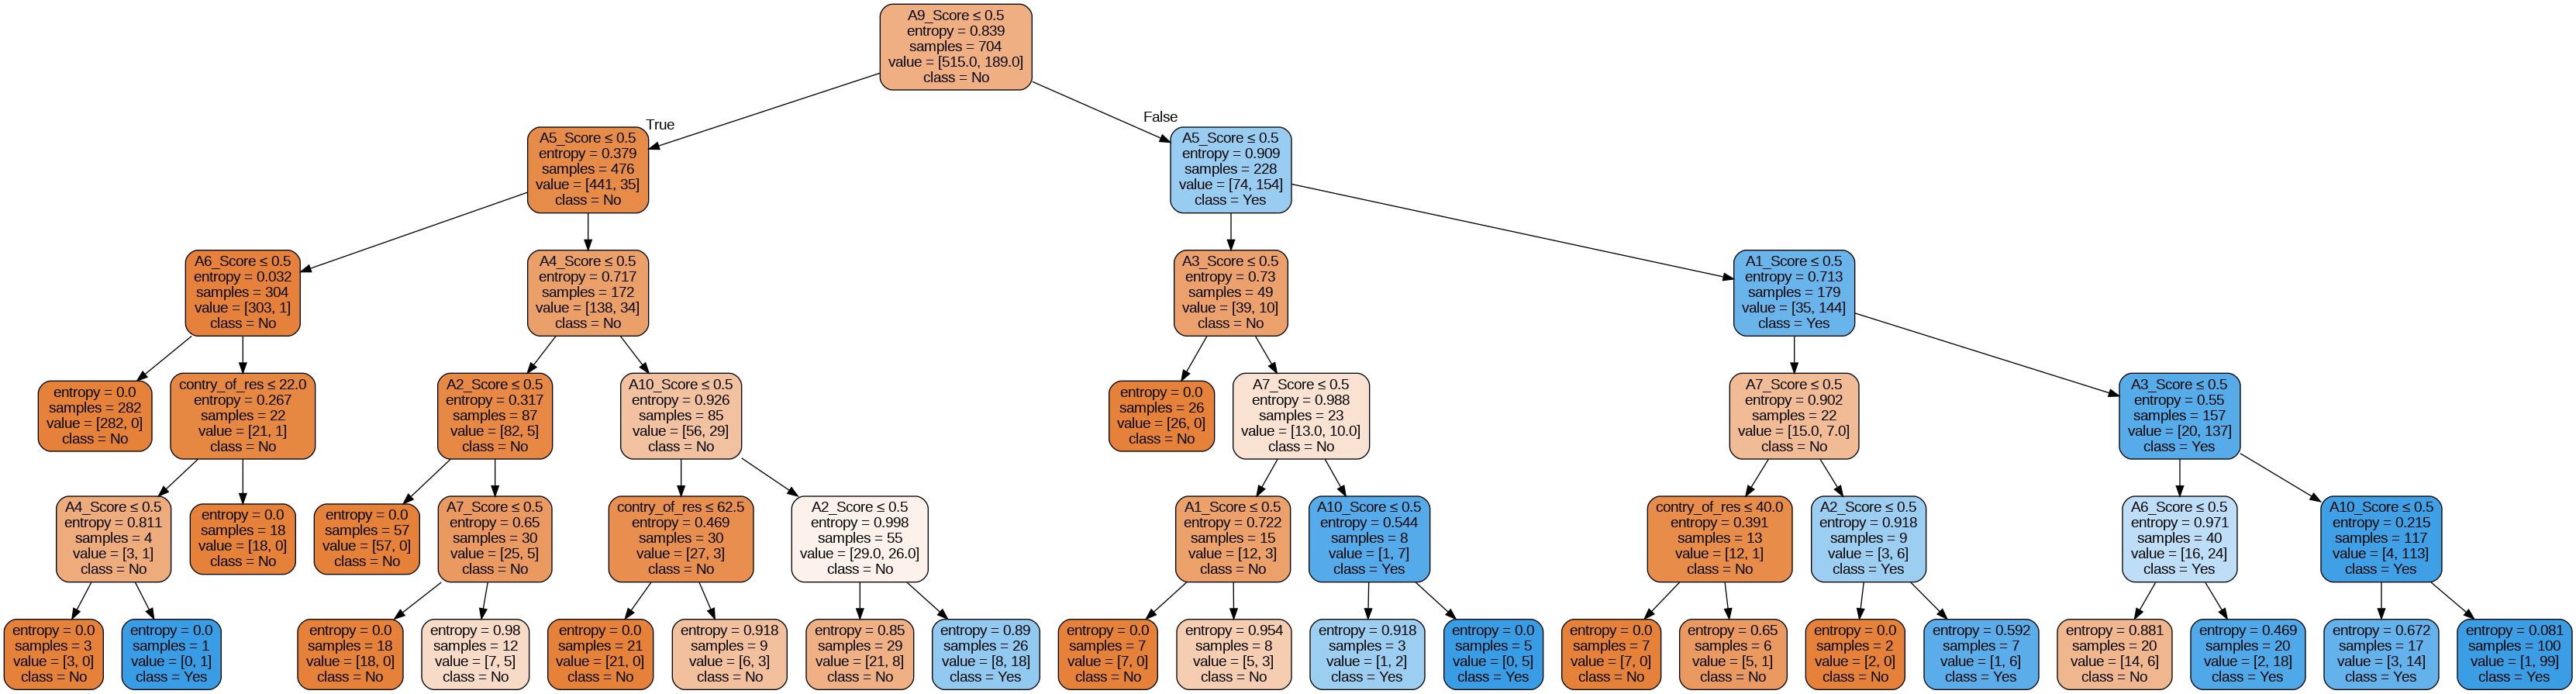 A9_Score ≤ 0.5
entropy = 0.839
samples = 704
value = [515.0, 189.0]
class = No
True
False
A5_Score ≤ 0.5
entropy = 0.379
samples = 476
value = [441, 35]
class = No
A5_Score ≤ 0.5
entropy = 0.909
samples = 228
value = [74, 154]
class = Yes
A6_Score ≤ 0.5
entropy = 0.032
samples = 304
value = [303, 1]
class = No
A4_Score ≤ 0.5
entropy = 0.717
samples = 172
value = [138, 34]
class = No
A3_Score ≤ 0.5
entropy = 0.73
samples = 49
value = [39, 10]
class = No
A1_Score ≤ 0.5
entropy = 0.713
samples = 179
value = [35, 144]
class = Yes
entropy = 0.0
samples = 282
value = [282, 0]
class = No
contry_of_res ≤ 22.0
entropy = 0.267
samples = 22
value = [21, 1]
class = No
A2_Score ≤ 0.5
entropy = 0.317
samples = 87
value = [82, 5]
class = No
A10_Score ≤ 0.5
entropy = 0.926
samples = 85
value = [56, 29]
class = No
entropy = 0.0
samples = 26
value = [26, 0]
class = No
A7_Score ≤ 0.5
entropy = 0.988
samples = 23
value = [13.0, 10.0]
class = No
A7_Score ≤ 0.5
entropy = 0.902
samples = 22
value = [15.0, 7.0]
class = No
A3_Score ≤ 0.5
entropy = 0.55
samples = 157
value = [20, 137]
class = Yes
A4_Score ≤ 0.5
entropy = 0.811
samples = 4
value = [3, 1]
class = No
entropy = 0.0
samples = 18
value = [18, 0]
class = No
entropy = 0.0
samples = 57
value = [57, 0]
class = No
A7_Score ≤ 0.5
entropy = 0.65
samples = 30
value = [25, 5]
class = No
contry_of_res ≤ 62.5
entropy = 0.469
samples = 30
value = [27, 3]
class = No
A2_Score ≤ 0.5
entropy = 0.998
samples = 55
value = [29.0, 26.0]
class = No
A1_Score ≤ 0.5
entropy = 0.722
samples = 15
value = [12, 3]
class = No
A10_Score ≤ 0.5
entropy = 0.544
samples = 8
value = [1, 7]
class = Yes
contry_of_res ≤ 40.0
entropy = 0.391
samples = 13
value = [12, 1]
class = No
A2_Score ≤ 0.5
entropy = 0.918
samples = 9
value = [3, 6]
class = Yes
A6_Score ≤ 0.5
entropy = 0.971
samples = 40
value = [16, 24]
class = Yes
A10_Score ≤ 0.5
entropy = 0.215
samples = 117
value = [4, 113]
class = Yes
entropy = 0.0
samples = 3
value = [3, 0]
class = No
entropy = 0.0
samples = 1
value = [0, 1]
class = Yes
entropy = 0.0
samples = 18
value = [18, 0]
class = No
entropy = 0.98
samples = 12
value = [7, 5]
class = No
entropy = 0.0
samples = 21
value = [21, 0]
class = No
entropy = 0.918
samples = 9
value = [6, 3]
class = No
entropy = 0.85
samples = 29
value = [21, 8]
class = No
entropy = 0.89
samples = 26
value = [8, 18]
class = Yes
entropy = 0.0
samples = 7
value = [7, 0]
class = No
entropy = 0.954
samples = 8
value = [5, 3]
class = No
entropy = 0.918
samples = 3
value = [1, 2]
class = Yes
entropy = 0.0
samples = 5
value = [0, 5]
class = Yes
entropy = 0.0
samples = 7
value = [7, 0]
class = No
entropy = 0.65
samples = 6
value = [5, 1]
class = No
entropy = 0.0
samples = 2
value = [2, 0]
class = No
entropy = 0.592
samples = 7
value = [1, 6]
class = Yes
entropy = 0.881
samples = 20
value = [14, 6]
class = No
entropy = 0.469
samples = 20
value = [2, 18]
class = Yes
entropy = 0.672
samples = 17
value = [3, 14]
class = Yes
entropy = 0.081
samples = 100
value = [1, 99]
class = Yes